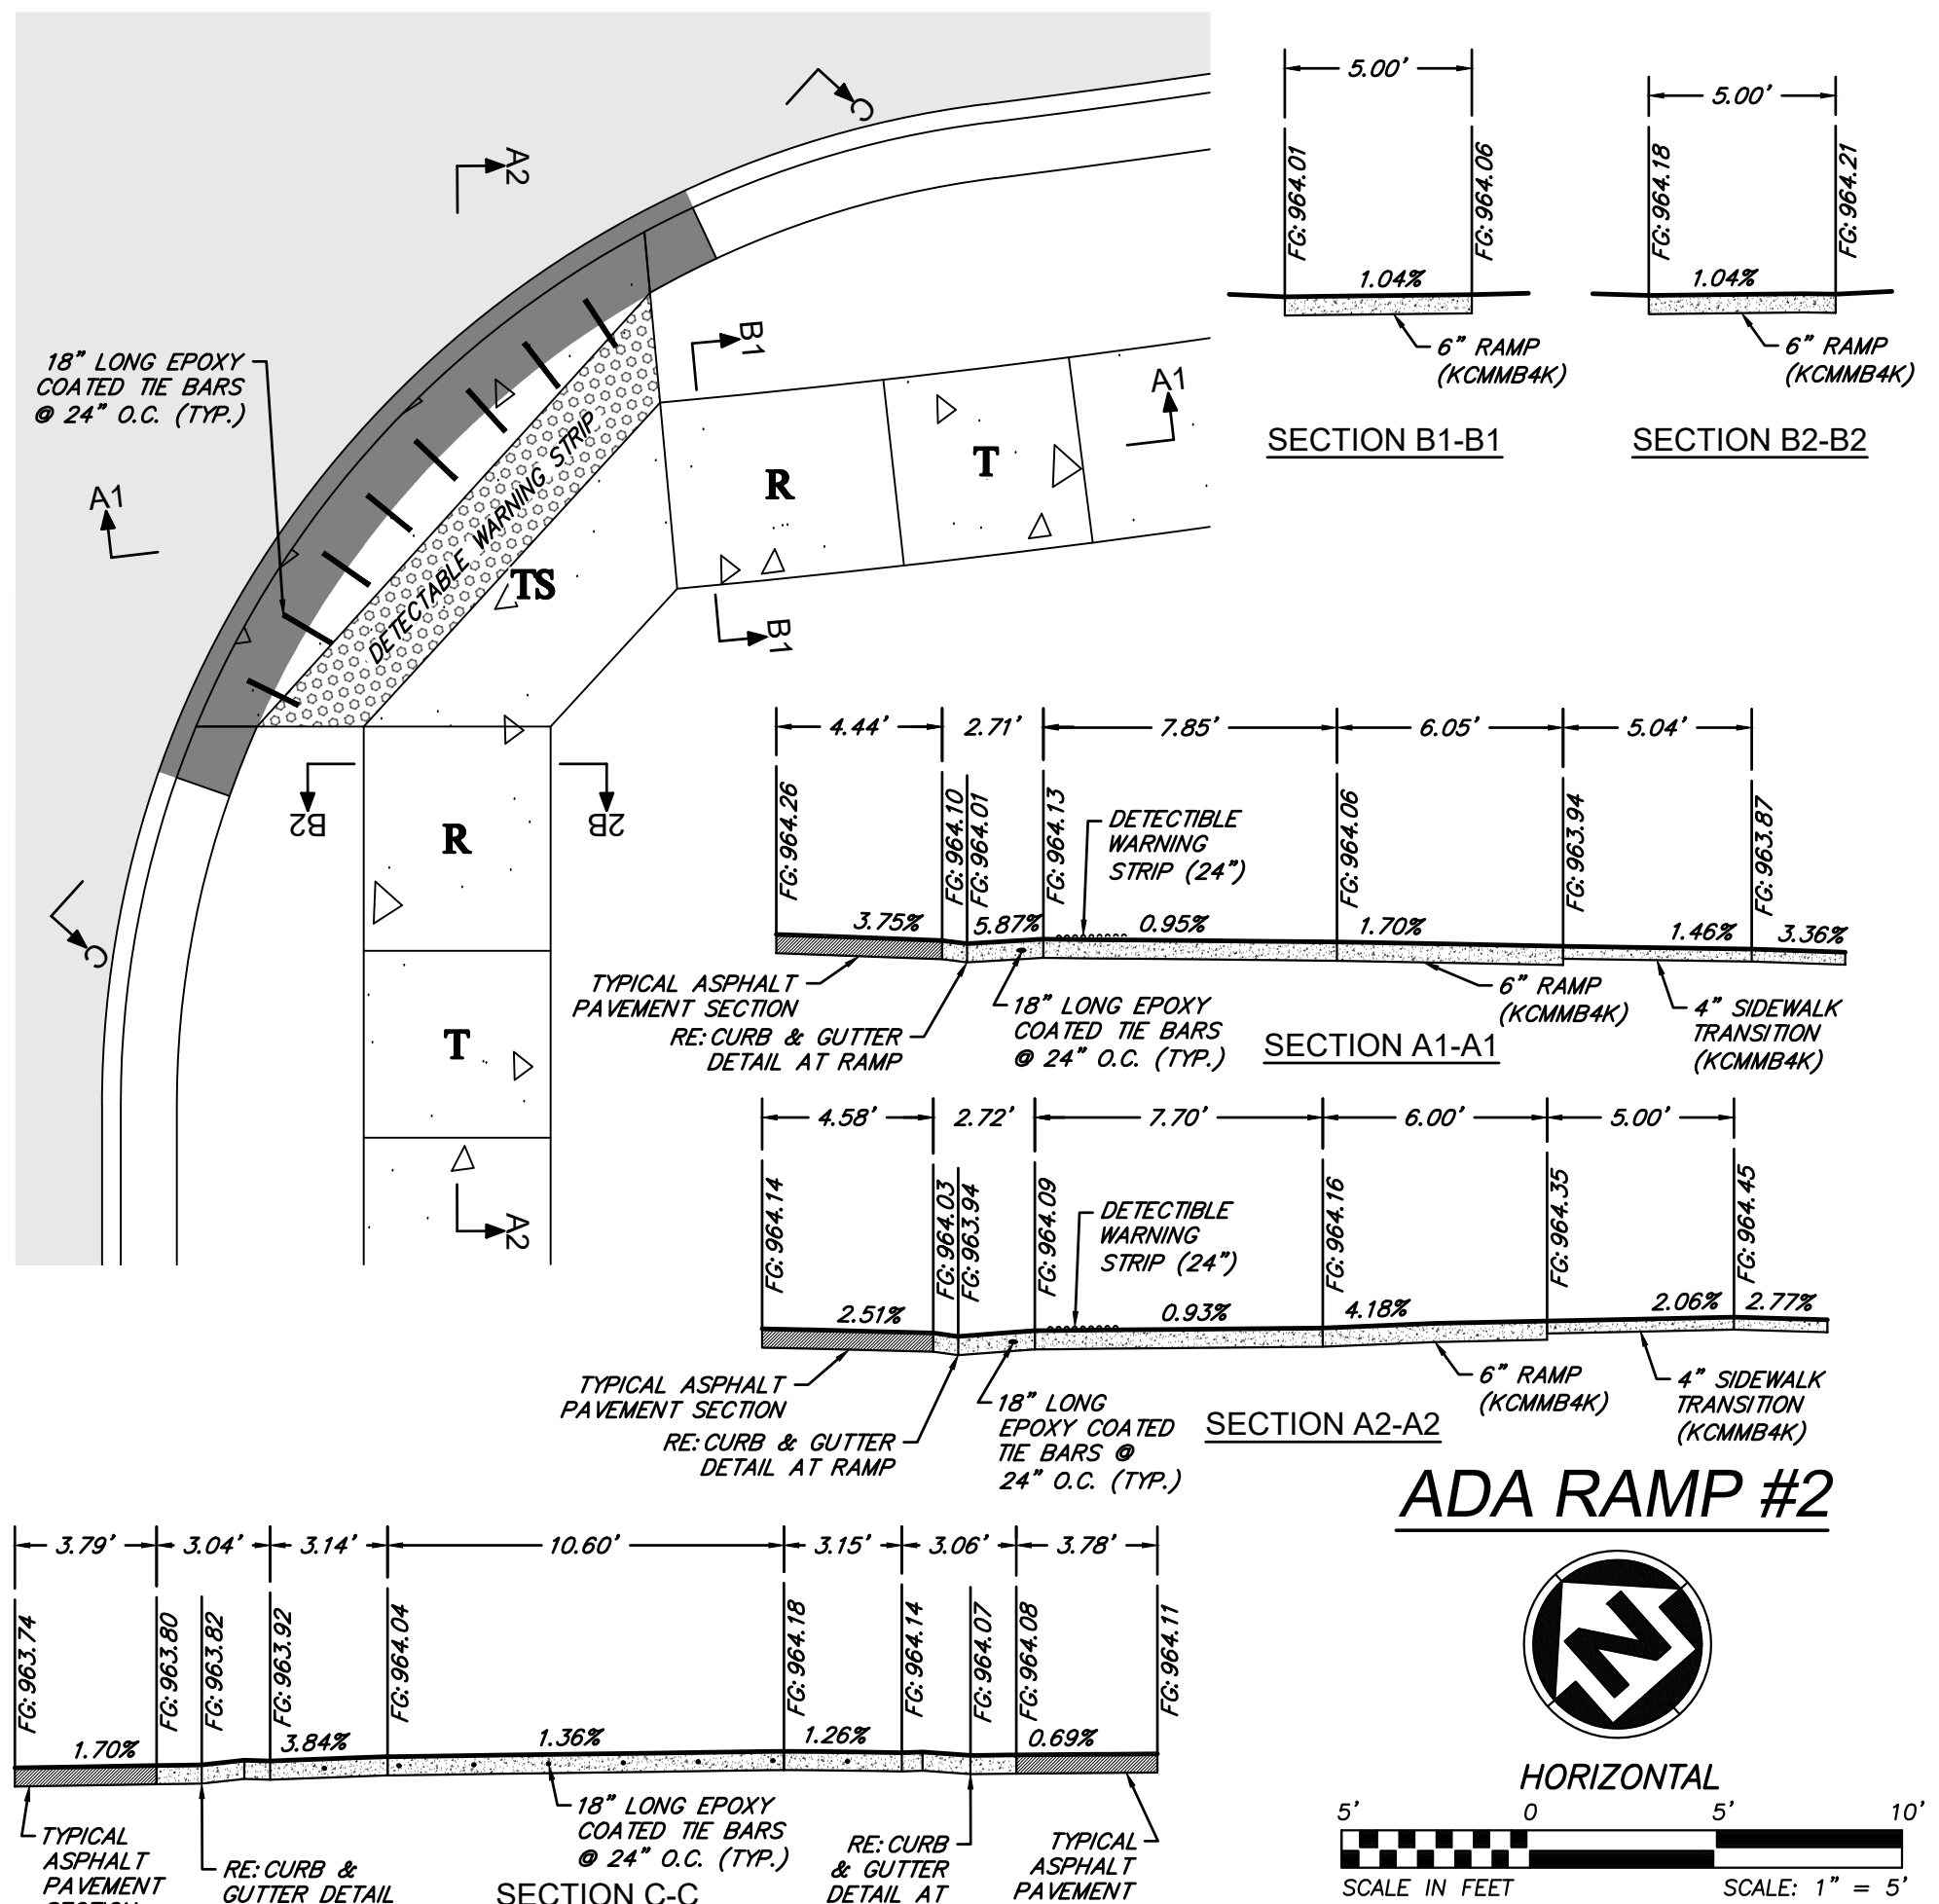 C
A2
18" LONG EPOXY
COATED TIE BARS
@ 24" O.C. (TYP.)
A1
B1
A1
DETECTABLE WARNING STRIP
R
T
TS
B1
B2
2B
R
C
T
A2
5.00'
FG: 964.01
FG: 964.06
1.04%
6" RAMP
(KCMMB4K)
SECTION B1-B1
5.00'
FG: 964.18
FG: 964.21
1.04%
6" RAMP
(KCMMB4K)
SECTION B2-B2
4.44'
2.71'
7.85'
6.05'
5.04'
FG: 964.26
FG: 964.10
FG: 964.01
FG: 964.13
FG: 964.06
FG: 963.94
FG: 963.87
DETECTIBLE
WARNING
STRIP (24")
3.75%
5.87%
0.95%
1.70%
1.46%
3.36%
TYPICAL ASPHALT
PAVEMENT SECTION
RE: CURB & GUTTER
DETAIL AT RAMP
18" LONG EPOXY
COATED TIE BARS
@ 24" O.C. (TYP.)
6" RAMP
(KCMMB4K)
4" SIDEWALK
TRANSITION
(KCMMB4K)
SECTION A1-A1
4.58'
2.72'
7.70'
6.00'
5.00'
FG: 964.14
FG: 964.03
FG: 963.94
FG: 964.09
FG: 964.16
FG: 964.35
FG: 964.45
DETECTIBLE
WARNING
STRIP (24")
2.51%
0.93%
4.18%
2.06%
2.77%
TYPICAL ASPHALT
PAVEMENT SECTION
RE: CURB & GUTTER
DETAIL AT RAMP
18" LONG
EPOXY COATED
TIE BARS @
24" O.C. (TYP.)
6" RAMP
(KCMMB4K)
4" SIDEWALK
TRANSITION
(KCMMB4K)
SECTION A2-A2
ADA RAMP #2
3.79'
3.04'
3.14'
10.60'
3.15'
3.06'
3.78'
FG: 963.74
FG: 963.80
FG: 963.82
FG: 963.92
FG: 964.04
FG: 964.18
FG: 964.14
FG: 964.07
FG: 964.08
FG: 964.11
1.70%
3.84%
1.36%
1.26%
0.69%
TYPICAL
ASPHALT
PAVEMENT
RE: CURB &
GUTTER DETAIL
18" LONG EPOXY
COATED TIE BARS
@ 24" O.C. (TYP.)
SECTION C-C
RE: CURB
& GUTTER
DETAIL AT
TYPICAL
ASPHALT
PAVEMENT
N
HORIZONTAL
5' 0 5' 10'
SCALE IN FEET
SCALE: 1" = 5'